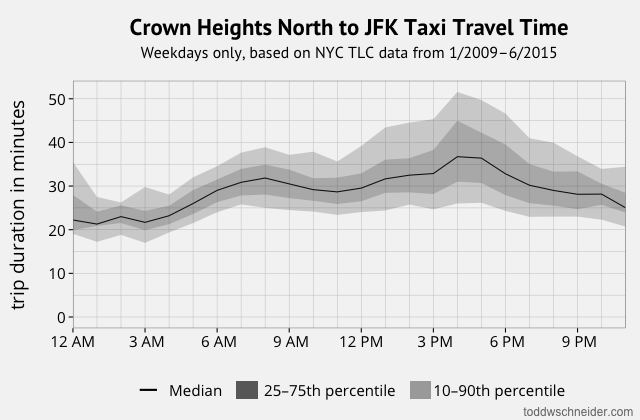 Crown Heights North to JFK Taxi Travel Time
Weekdays only, based on NYC TLC data from 1/2009–6/2015
trip duration in minutes
50
40
30
20
10
0
12 AM 3 AM 6 AM 9 AM 12 PM 3 PM 6 PM 9 PM
Median 25–75th percentile 10–90th percentile
toddwschneider.com